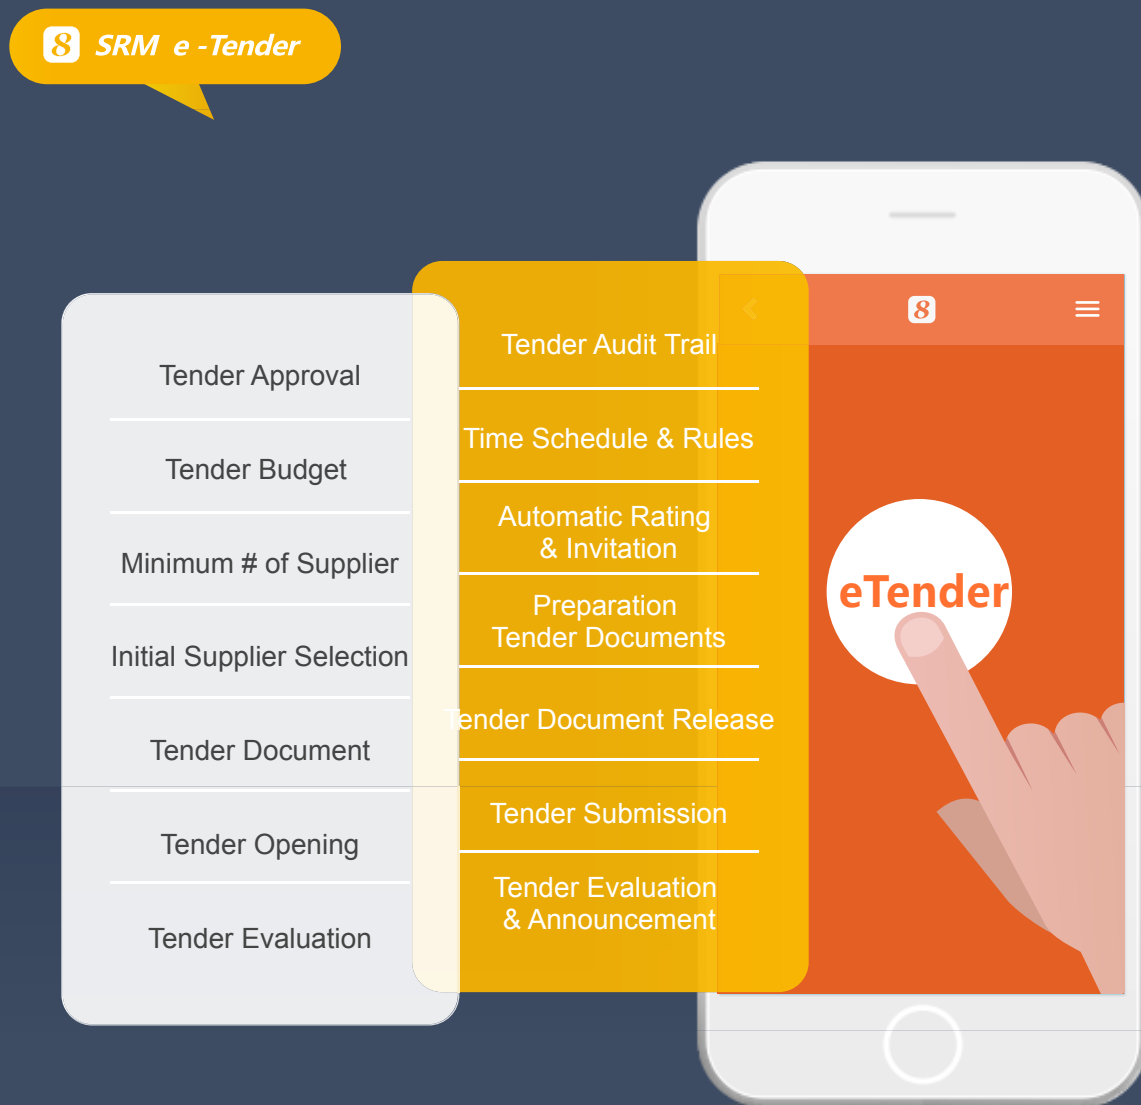 8 SRM e -Tender
Tender Approval
Tender Budget
Minimum # of Supplier
Initial Supplier Selection
Tender Document
Tender Opening
Tender Evaluation
Tender Audit Trail
Time Schedule & Rules
Automatic Rating
& Invitation
Preparation
Tender Documents
Tender Document Release
Tender Submission
Tender Evaluation
& Announcement
8
eTender